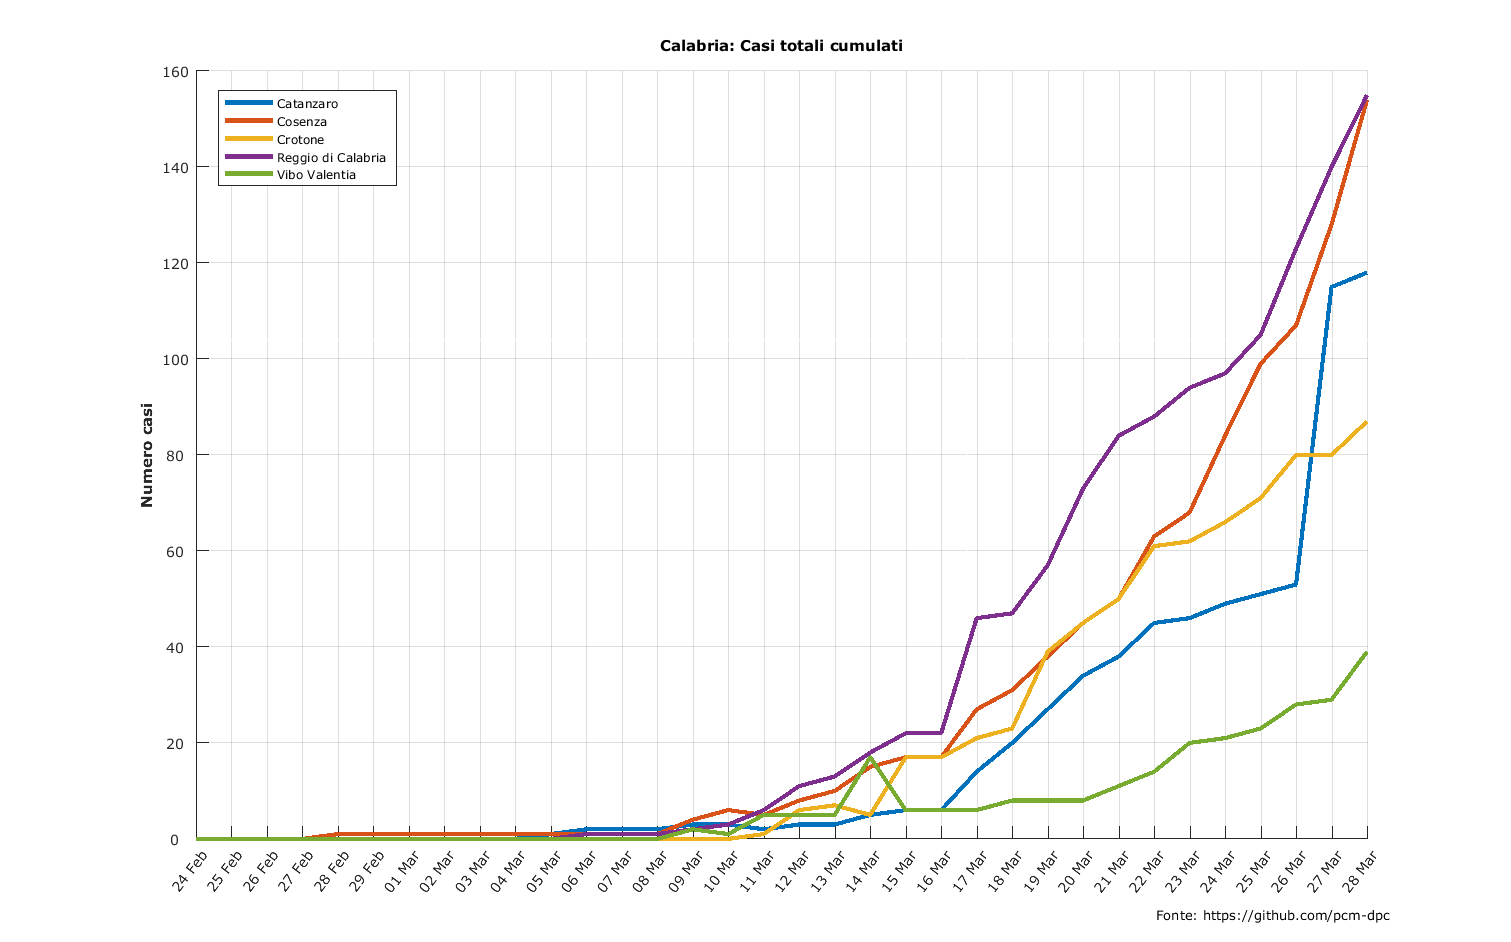 Calabria: Casi totali cumulati
160
140
120
100
80
60
40
20
0
Numero casi
Catanzaro
Cosenza
Crotone
Reggio di Calabria
Vibo Valentia
24 Feb
25 Feb
26 Feb
27 Feb
28 Feb
29 Feb
01 Mar
02 Mar
03 Mar
04 Mar
05 Mar
06 Mar
07 Mar
08 Mar
09 Mar
10 Mar
11 Mar
12 Mar
13 Mar
14 Mar
15 Mar
16 Mar
17 Mar
18 Mar
19 Mar
20 Mar
21 Mar
22 Mar
23 Mar
24 Mar
25 Mar
26 Mar
27 Mar
28 Mar
Fonte: https://github.com/pcm-dpc